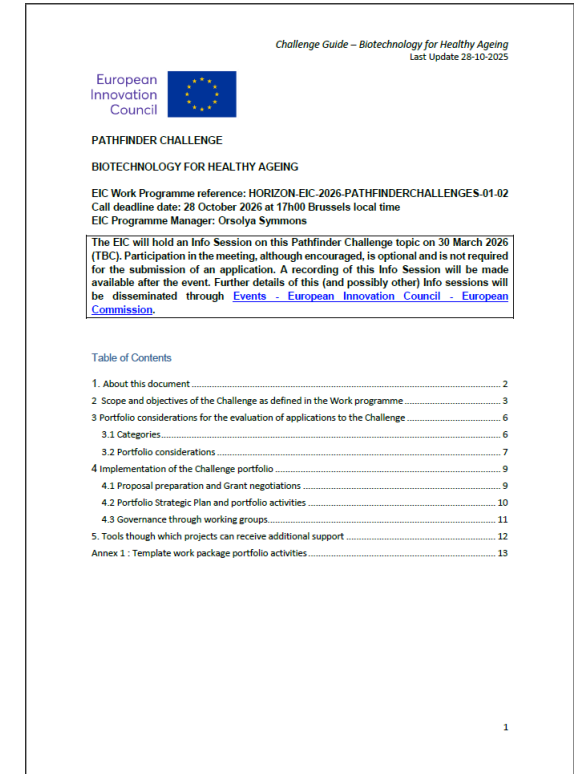 Challenge Guide – Biotechnology for Healthy Ageing
Last Update 28-10-2025
European
Innovation
Council
PATHFINDER CHALLENGE
BIOTECHNOLOGY FOR HEALTHY AGEING
EIC Work Programme reference: HORIZON-EIC-2026-PATHFINDERCHALLENGES-01-02
Call deadline date: 28 October 2026 at 17h00 Brussels local time
EIC Programme Manager: Orsolya Symmons
The EIC will hold an Info Session on this Pathfinder Challenge topic on 30 March 2026
(TBC). Participation in the meeting, although encouraged, is optional and is not required
for the submission of an application. A recording of this Info Session will be made
available after the event. Further details of this (and possibly other) Info sessions will
be disseminated through Events - European Innovation Council - European
Commission.
Table of Contents
1. About this document ........ 2
2 Scope and objectives of the Challenge as defined in the Work programme ........ 3
3 Portfolio considerations for the evaluation of applications to the Challenge ........ 6
3.1 Categories ........ 6
3.2 Portfolio considerations ........ 7
4 Implementation of the Challenge portfolio ........ 9
4.1 Proposal preparation and Grant negotiations ........ 9
4.2 Portfolio Strategic Plan and portfolio activities ........ 10
4.3 Governance through working groups ........ 11
5. Tools though which projects can receive additional support ........ 12
Annex 1 : Template work package portfolio activities ........ 13
1